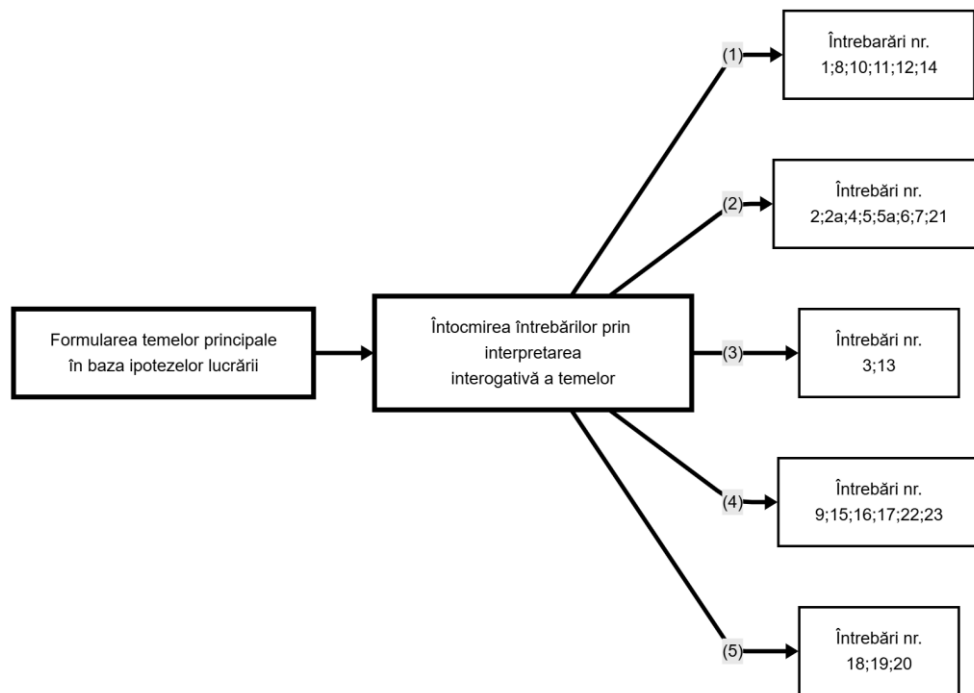 Formularea temelor principale
în baza ipotezelor lucrării
Întocmirea întrebărilor prin
interpretarea
interogativă a temelor
(1)
Întrebarări nr.
1;8;10;11;12;14
(2)
Întrebări nr.
2;2a;4;5;5a;6;7;21
(3)
Întrebări nr.
3;13
(4)
Întrebări nr.
9;15;16;17;22;23
(5)
Întrebări nr.
18;19;20